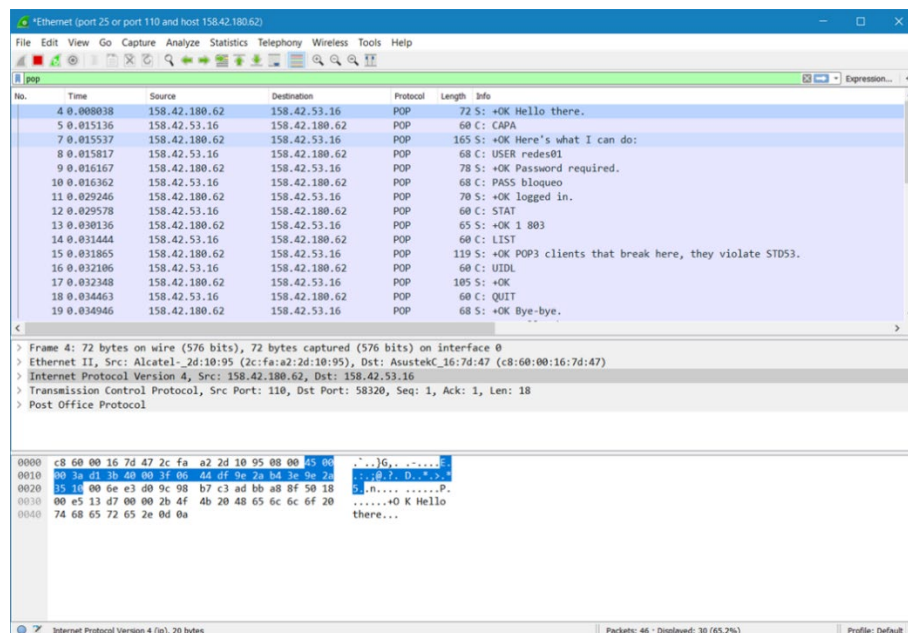 *Ethernet (port 25 or port 110 and host 158.42.180.62)
File Edit View Go Capture Analyze Statistics Telephony Wireless Tools Help
pop Expression...
No. Time Source Destination Protocol Length Info
4 0.008038 158.42.180.62 158.42.53.16 POP 72 S: +OK Hello there.
5 0.015136 158.42.53.16 158.42.180.62 POP 60 C: CAPA
7 0.015537 158.42.180.62 158.42.53.16 POP 165 S: +OK Here's what I can do:
8 0.015817 158.42.53.16 158.42.180.62 POP 68 C: USER redes01
9 0.016167 158.42.180.62 158.42.53.16 POP 78 S: +OK Password required.
10 0.016362 158.42.53.16 158.42.180.62 POP 68 C: PASS bloqueo
11 0.029246 158.42.180.62 158.42.53.16 POP 70 S: +OK logged in.
12 0.029578 158.42.53.16 158.42.180.62 POP 60 C: STAT
13 0.030136 158.42.180.62 158.42.53.16 POP 65 S: +OK 1 803
14 0.031444 158.42.53.16 158.42.180.62 POP 60 C: LIST
15 0.031865 158.42.180.62 158.42.53.16 POP 119 S: +OK POP3 clients that break here, they violate STD53.
16 0.032106 158.42.53.16 158.42.180.62 POP 60 C: UIDL
17 0.032348 158.42.180.62 158.42.53.16 POP 105 S: +OK
18 0.034463 158.42.53.16 158.42.180.62 POP 60 C: QUIT
19 0.034946 158.42.180.62 158.42.53.16 POP 68 S: +OK Bye-bye.
> Frame 4: 72 bytes on wire (576 bits), 72 bytes captured (576 bits) on interface 0
> Ethernet II, Src: Alcatel-_2d:10:95 (2c:fa:a2:2d:10:95), Dst: AsustekC_16:7d:47 (c8:60:00:16:7d:47)
> Internet Protocol Version 4, Src: 158.42.180.62, Dst: 158.42.53.16
> Transmission Control Protocol, Src Port: 110, Dst Port: 58320, Seq: 1, Ack: 1, Len: 18
> Post Office Protocol
0000 c8 60 00 16 7d 47 2c fa a2 2d 10 95 08 00 45 00 .`..}G,. .-....E.
0010 00 3a d1 3b 40 00 3f 06 44 df 9e 2a b4 3e 9e 2a .:.;@.?. D..*.>.*
0020 35 10 00 6e e3 d0 9c 98 b7 c3 ad bb a8 8f 50 18 5..n.... ......P.
0030 00 e5 13 d7 00 00 2b 4f 4b 20 48 65 6c 6c 6f 20 ......+O K Hello
0040 74 68 65 72 65 2e 0d 0a there...
Internet Protocol Version 4 (ip), 20 bytes Packets: 46 · Displayed: 30 (65.2%) Profile: Default